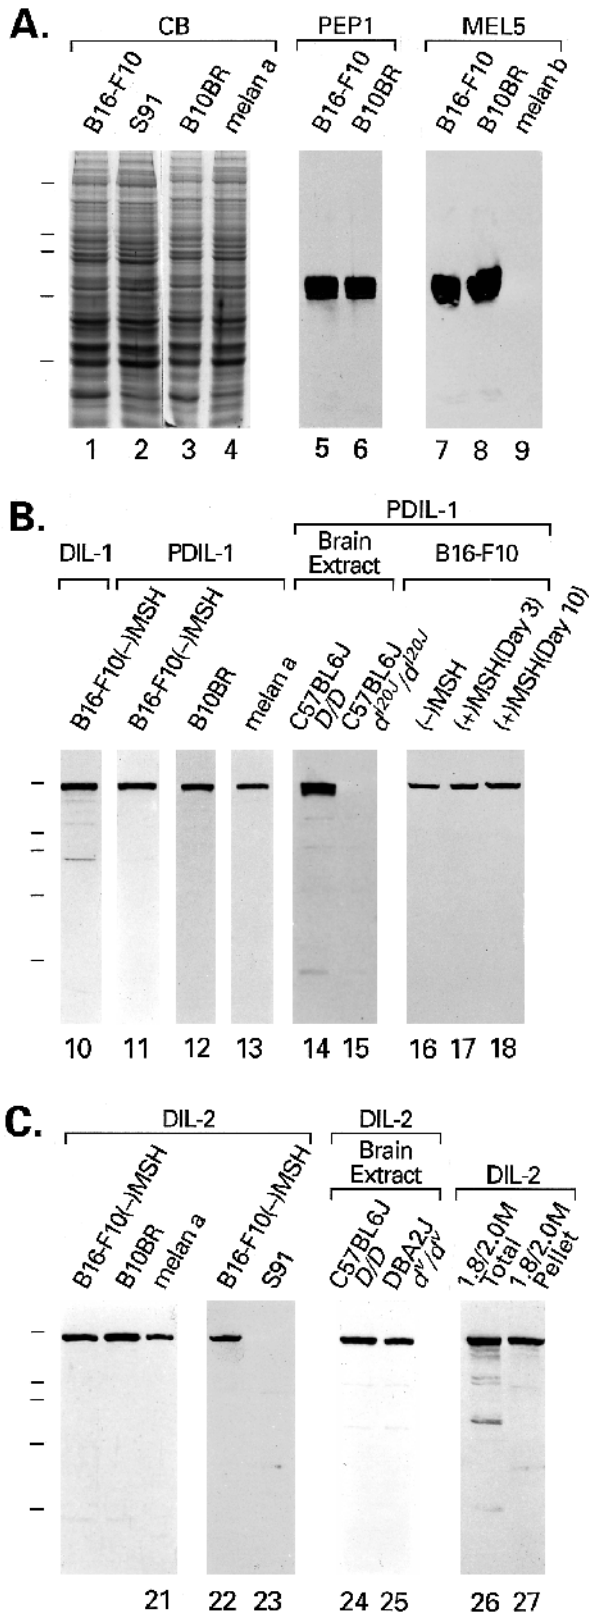 A.
CB
PEP1
MEL5
B16-F10
S91
B10BR
melan a
B16-F10
B10BR
B16-F10
B10BR
melan b
1 2 3 4 5 6 7 8 9
B.
PDIL-1
DIL-1
PDIL-1
Brain
Extract
B16-F10
B16-F10(–)MSH
B16-F10(–)MSH
B10BR
melan a
C57BL6J
D/D
C57BL6J
d^l20J/d^l20J
(–)MSH
(+)MSH(Day 3)
(+)MSH(Day 10)
10 11 12 13 14 15 16 17 18
C.
DIL-2
DIL-2
Brain
Extract
DIL-2
B16-F10(–)MSH
B10BR
melan a
B16-F10(–)MSH
S91
C57BL6J
D/D
DBA2J
d^v/d^v
1.8/2.0M
Total
1.8/2.0M
Pellet
21 22 23 24 25 26 27